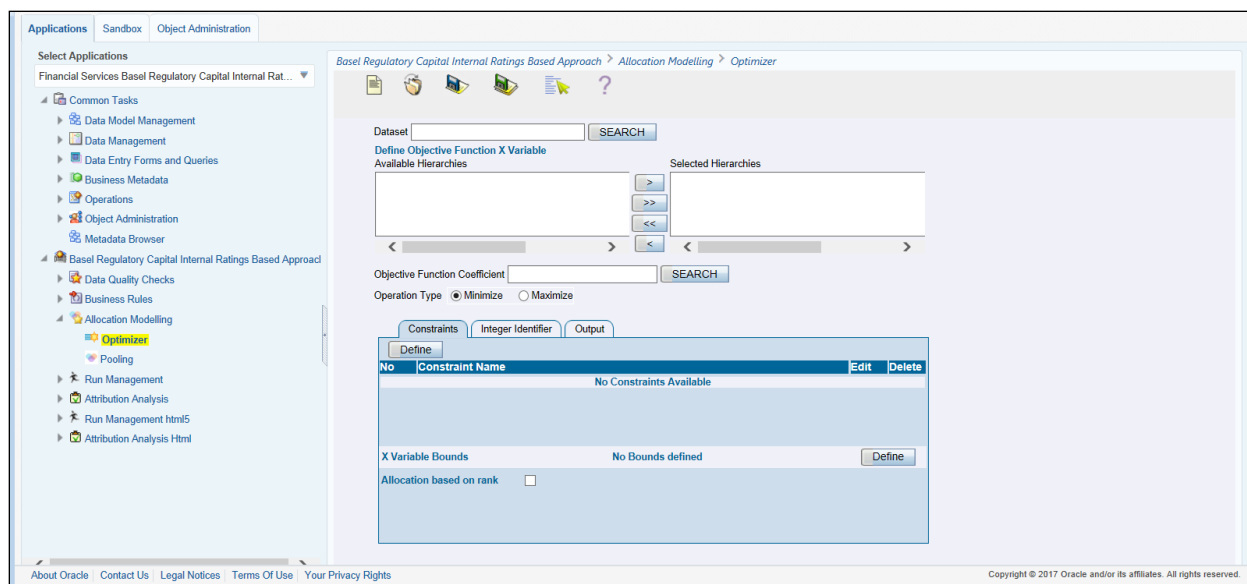 Applications Sandbox Object Administration
Select Applications
Financial Services Basel Regulatory Capital Internal Rat...
Common Tasks
Data Model Management
Data Management
Data Entry Forms and Queries
Business Metadata
Operations
Object Administration
Metadata Browser
Basel Regulatory Capital Internal Ratings Based Approacl
Data Quality Checks
Business Rules
Allocation Modelling
Optimizer
Pooling
Run Management
Attribution Analysis
Run Management html5
Attribution Analysis Html
Basel Regulatory Capital Internal Ratings Based Approach > Allocation Modelling > Optimizer
?
Dataset SEARCH
Define Objective Function X Variable
Available Hierarchies Selected Hierarchies
>
>>
<<
<
Objective Function Coefficient SEARCH
Operation Type Minimize Maximize
Constraints Integer Identifier Output
Define
No Constraint Name Edit Delete
No Constraints Available
X Variable Bounds No Bounds defined Define
Allocation based on rank
About Oracle Contact Us Legal Notices Terms Of Use Your Privacy Rights
Copyright © 2017 Oracle and/or its affiliates. All rights reserved.